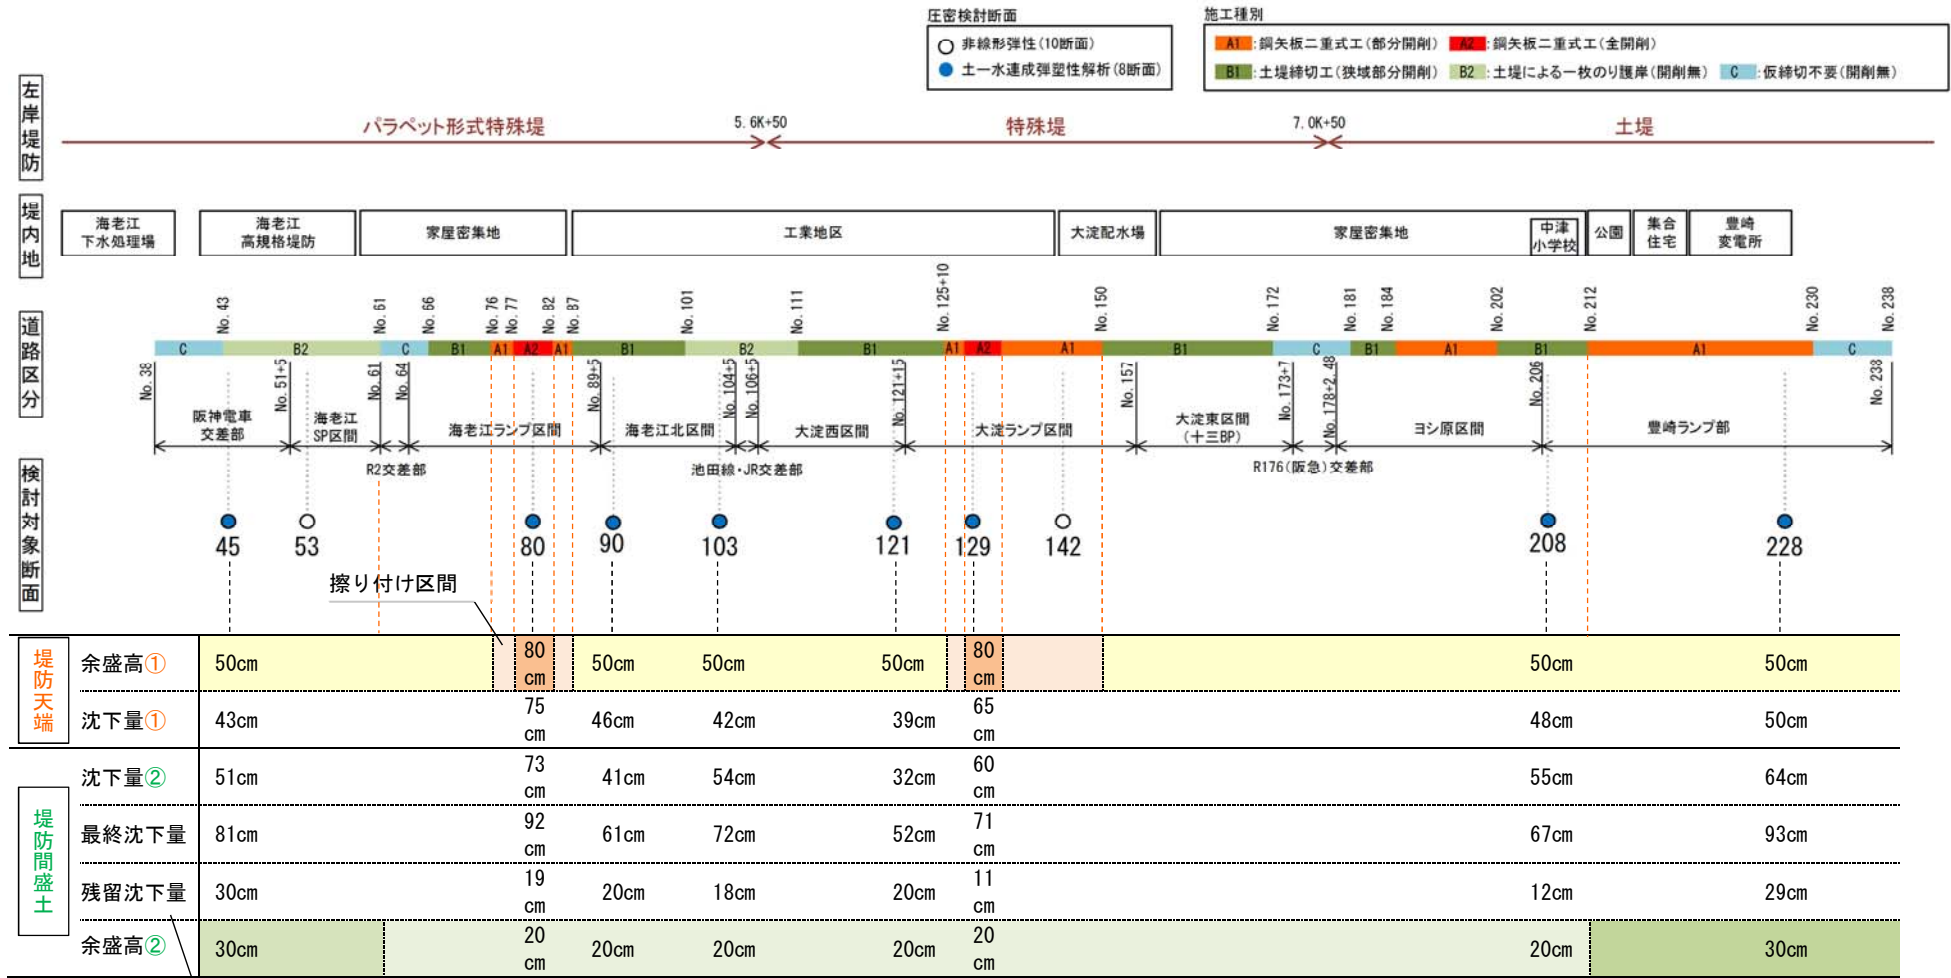 圧密検討断面
非線形弾性(10断面)
土ー水連成弾塑性解析(8断面)
施工種別
A1:鋼矢板二重式工(部分開削) A2:鋼矢板二重式工(全開削)
B1:土堤締切工(狭域部分開削) B2:土堤による一枚のり護岸(開削無) C:仮締切不要(開削無)
左岸堤防
パラペット形式特殊堤 5.6K+50 特殊堤 7.0K+50 土堤
堤内地
海老江
下水処理場
海老江
高規格堤防
家屋密集地
工業地区
大淀配水場
家屋密集地
中津
小学校
公園
集合
住宅
豊崎
変電所
道路区分
No.43 No.61 No.66 No.76 No.77 No.82 No.87 No.101 No.111 No.125+10 No.150 No.172 No.181 No.184 No.202 No.212 No.230 No.238
C B2 C B1 A1 A2 A1 B1 B2 B1 A1 A2 A1 B1 C B1 A1 B1 A1 C
No.38 No.51+5 No.61 No.64 No.89+5 No.104+5 No.106+5 No.121+15 No.157 No.173+7 No.178+2.48 No.206 No.238
阪神電車
交差部
海老江
SP区間
R2交差部
海老江ランプ区間
海老江北区間
池田線・JR交差部
大淀西区間
大淀ランプ区間
大淀東区間
(十三BP)
R176(阪急)交差部
ヨシ原区間
豊崎ランプ部
検討対象断面
45 53 80 90 103 121 129 142 208 228
擦り付け区間
堤防天端
余盛高① 50cm 80cm 50cm 50cm 50cm 80cm 50cm 50cm
沈下量① 43cm 75cm 46cm 42cm 39cm 65cm 48cm 50cm
堤防間盛土
沈下量② 51cm 73cm 41cm 54cm 32cm 60cm 55cm 64cm
最終沈下量 81cm 92cm 61cm 72cm 52cm 71cm 67cm 93cm
残留沈下量 30cm 19cm 20cm 18cm 20cm 11cm 12cm 29cm
余盛高② 30cm 20cm 20cm 20cm 20cm 20cm 20cm 30cm